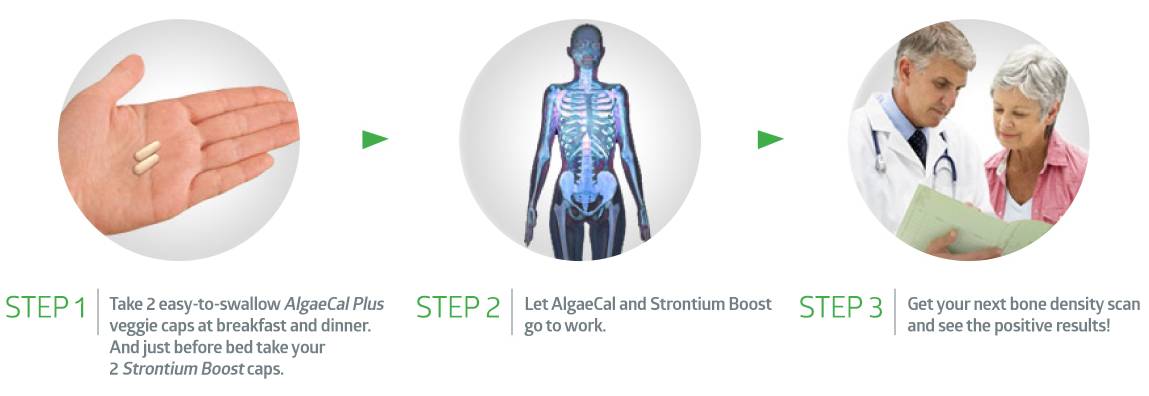 STEP 1
Take 2 easy-to-swallow AlgaeCal Plus
veggie caps at breakfast and dinner.
And just before bed take your
2 Strontium Boost caps.
STEP 2
Let AlgaeCal and Strontium Boost
go to work.
STEP 3
Get your next bone density scan
and see the positive results!